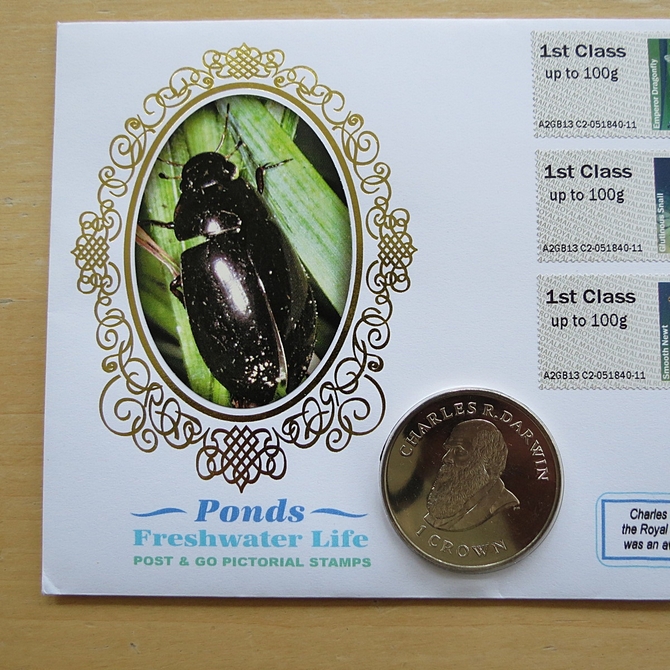 1st Class
up to 100g
A2GB13 C2-051840-11
Emperor Dragonfly
1st Class
up to 100g
A2GB13 C2-051840-11
Glutinous Snail
1st Class
up to 100g
A2GB13 C2-051840-11
Smooth Newt
CHARLES R. DARWIN
1 CROWN
Ponds
Freshwater Life
POST & GO PICTORIAL STAMPS
Charles
the Royal
was an